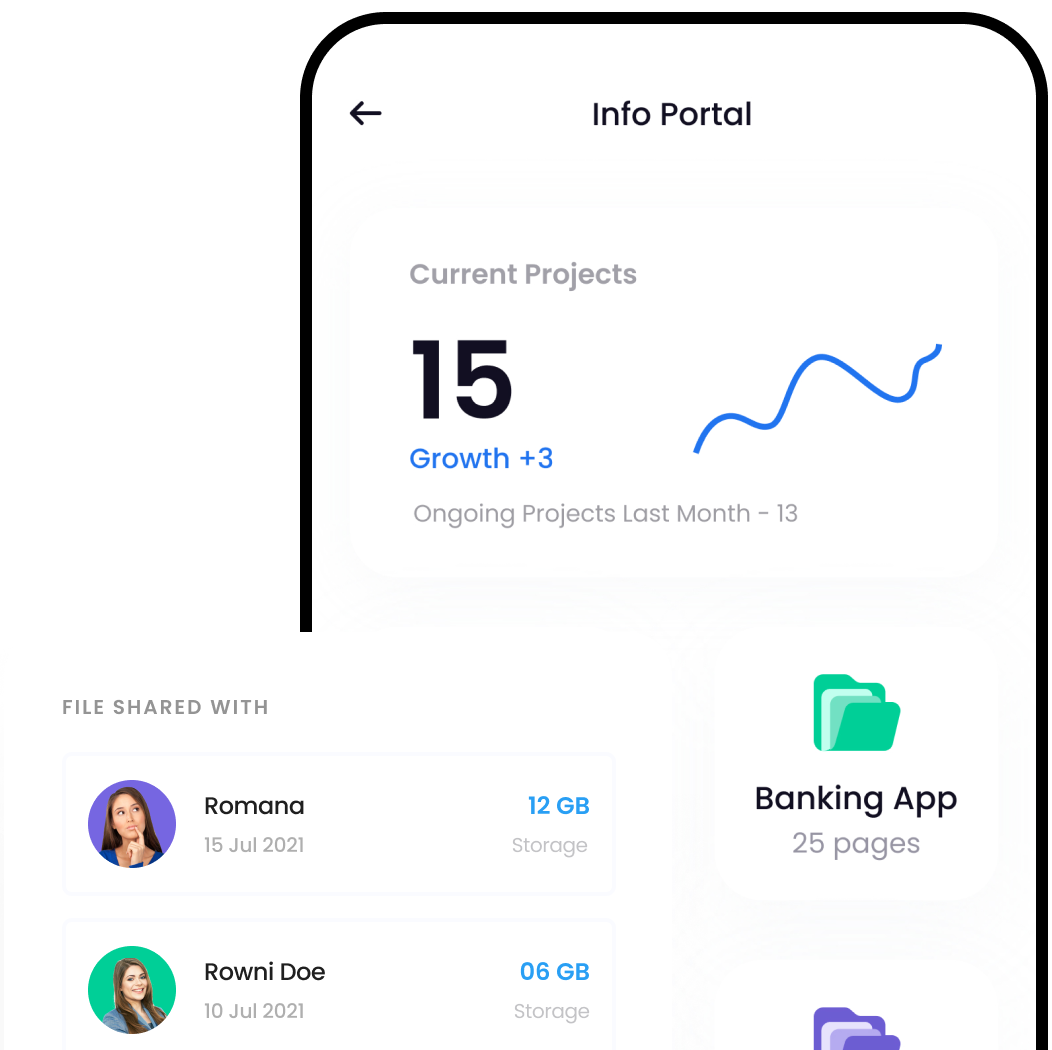 Info Portal
Current Projects
15
Growth +3
Ongoing Projects Last Month - 13
FILE SHARED WITH
Romana
12 GB
15 Jul 2021
Storage
Rowni Doe
06 GB
10 Jul 2021
Storage
Banking App
25 pages